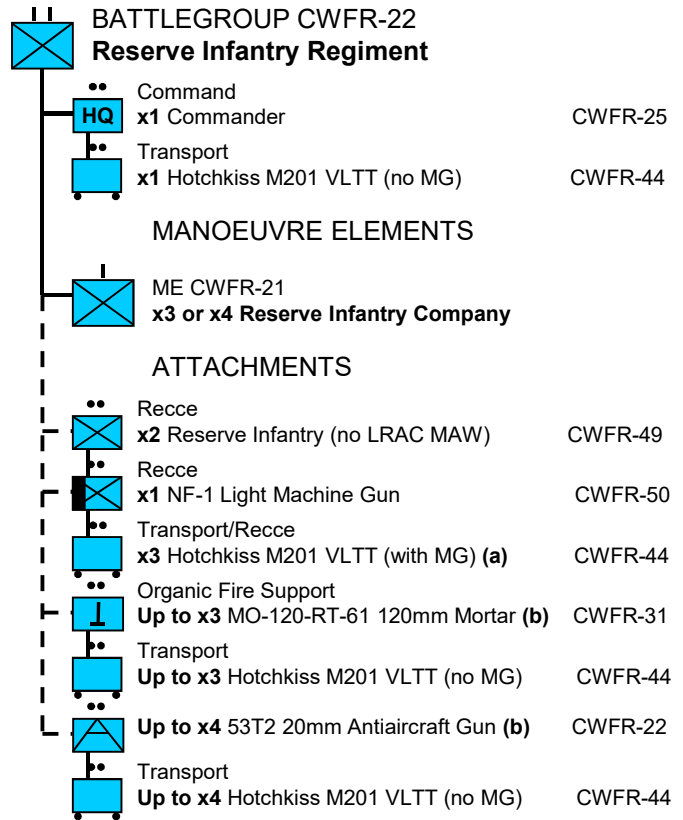 BATTLEGROUP CWFR-22
Reserve Infantry Regiment
Command
HQ x1 Commander CWFR-25
Transport
x1 Hotchkiss M201 VLTT (no MG) CWFR-44
MANOEUVRE ELEMENTS
ME CWFR-21
x3 or x4 Reserve Infantry Company
ATTACHMENTS
Recce
x2 Reserve Infantry (no LRAC MAW) CWFR-49
Recce
x1 NF-1 Light Machine Gun CWFR-50
Transport/Recce
x3 Hotchkiss M201 VLTT (with MG) (a) CWFR-44
Organic Fire Support
Up to x3 MO-120-RT-61 120mm Mortar (b) CWFR-31
Transport
Up to x3 Hotchkiss M201 VLTT (no MG) CWFR-44
Up to x4 53T2 20mm Antiaircraft Gun (b) CWFR-22
Transport
Up to x4 Hotchkiss M201 VLTT (no MG) CWFR-44